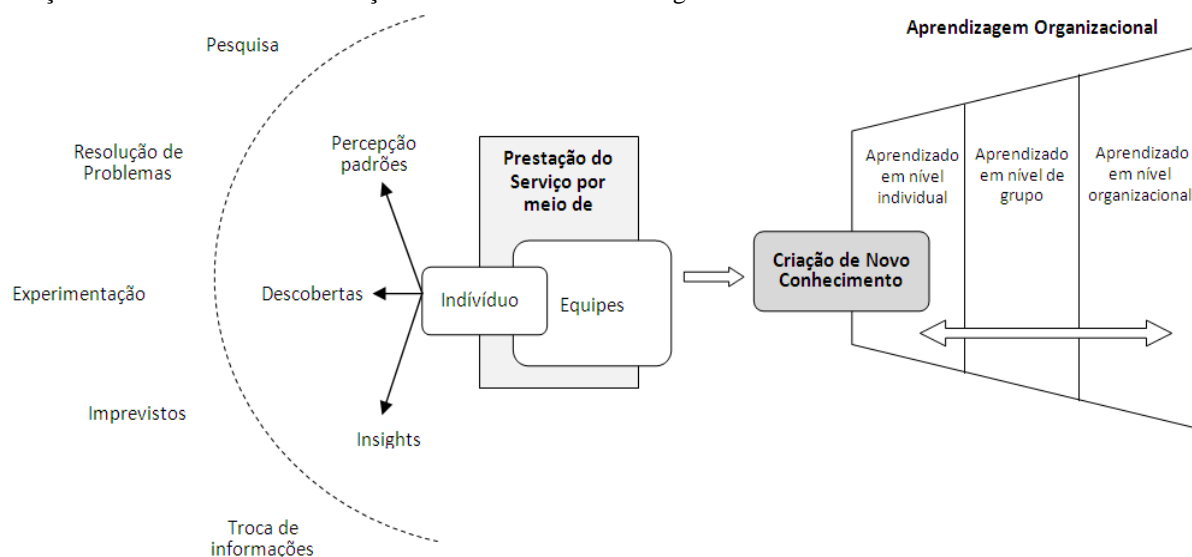 Aprendizagem Organizacional
Pesquisa
Resolução de
Problemas
Experimentação
Imprevistos
Troca de
informações
Percepção
padrões
Descobertas
Insights
Prestação do
Serviço por
meio de
Indívíduo
Equipes
Criação de Novo
Conhecimento
Aprendizado
em nível
individual
Aprendizado
em nível de
grupo
Aprendizado
em nível
organizacional